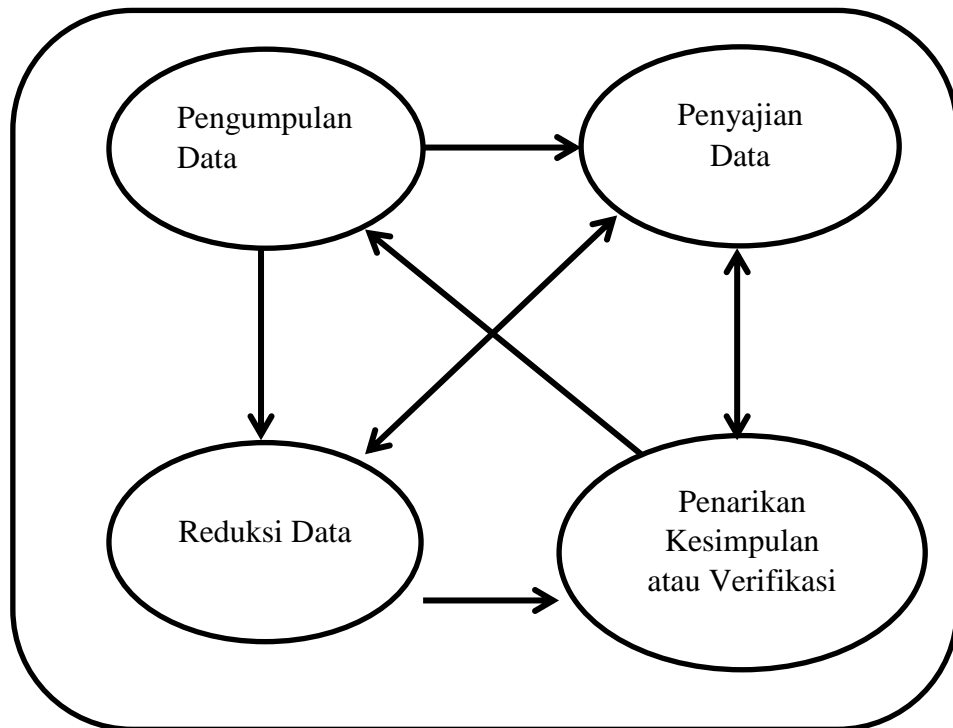 Pengumpulan
Data
Penyajian
Data
Reduksi Data
Penarikan
Kesimpulan
atau Verifikasi